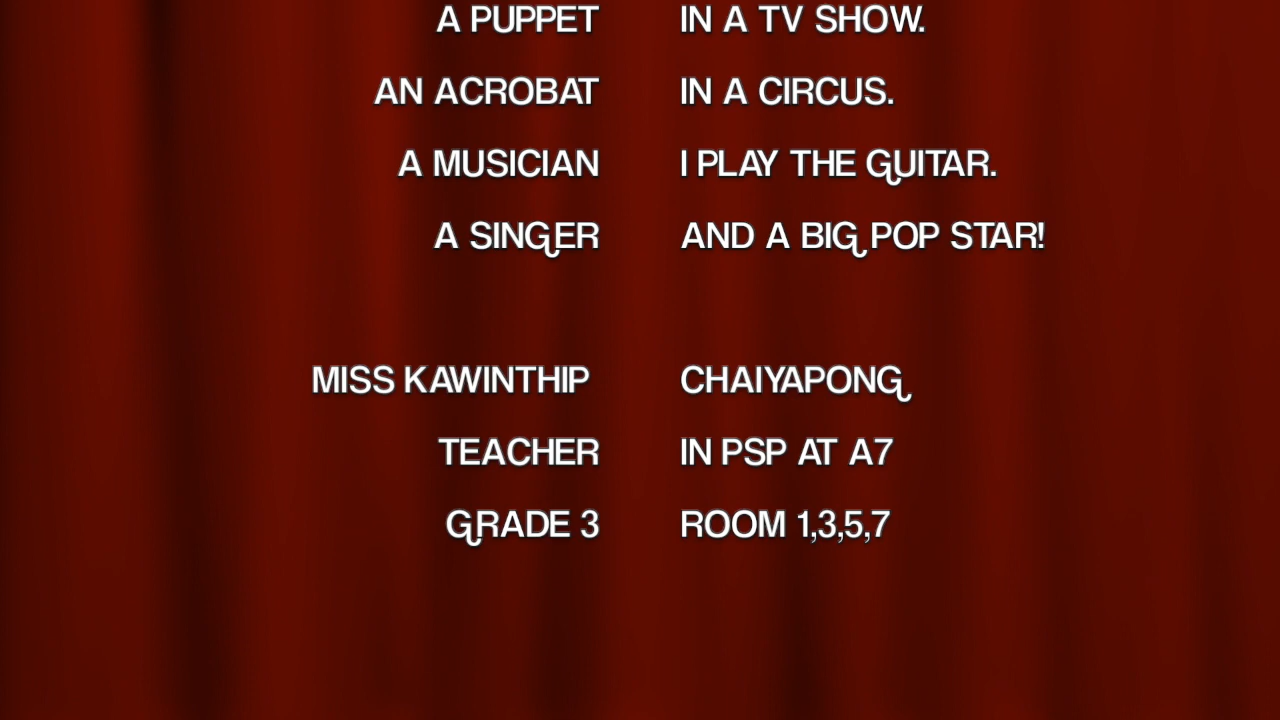 A PUPPET IN A TV SHOW.
AN ACROBAT IN A CIRCUS.
A MUSICIAN I PLAY THE GUITAR.
A SINGER AND A BIG POP STAR!
MISS KAWINTHIP CHAIYAPONG
TEACHER IN PSP AT A7
GRADE 3 ROOM 1,3,5,7